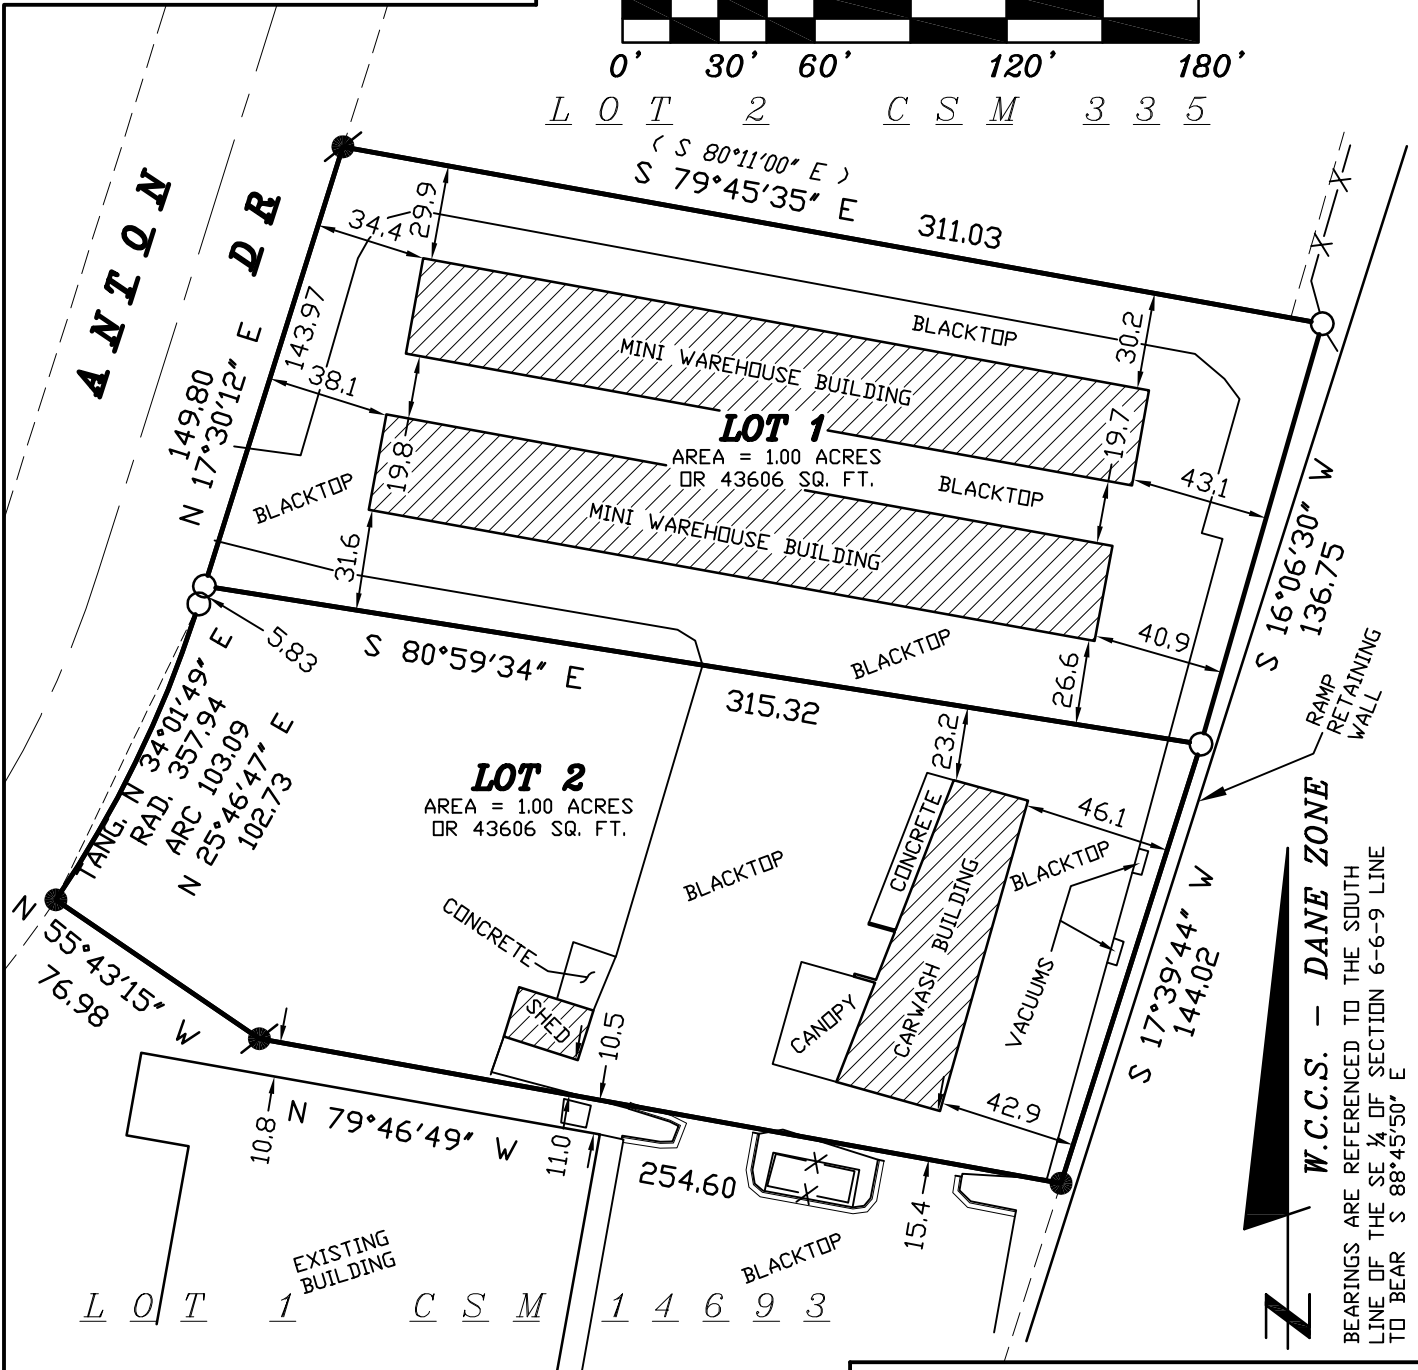 0' 30' 60' 120' 180'
LOT 2 CSM 335
( S 80°11'00" E )
S 79°45'35" E 311.03
ANTON DR
29.9
34.4
143.97
149.80
N 17°30'12" E
38.1
BLACKTOP
30.2
MINI WAREHOUSE BUILDING
LOT 1
AREA = 1.00 ACRES
OR 43606 SQ. FT.
19.7
43.1
BLACKTOP
19.8
BLACKTOP
MINI WAREHOUSE BUILDING
31.6
S 16°06'30" W
136.75
40.9
26.6
BLACKTOP
5.83
S 80°59'34" E
315.32
RAMP
RETAINING
WALL
TANG. N 34°01'49" E
RAD. 357.94
ARC 103.09
N 25°46'47" E
102.73
LOT 2
AREA = 1.00 ACRES
OR 43606 SQ. FT.
23.2
46.1
CONCRETE
BLACKTOP
BLACKTOP
CARWASH BUILDING
CONCRETE
SHED
CANOPY
VACUUMS
S 17°39'44" W
144.02
N 55°43'15" W
76.98
10.5
42.9
10.8
N 79°46'49" W
11.0
254.60
15.4
EXISTING
BUILDING
BLACKTOP
LOT 1 CSM 14693
X
X
X
X
N
W.C.C.S. - DANE ZONE
BEARINGS ARE REFERENCED TO THE SOUTH
LINE OF THE SE ¼ OF SECTION 6-6-9 LINE
TO BEAR S 88°45'50" E